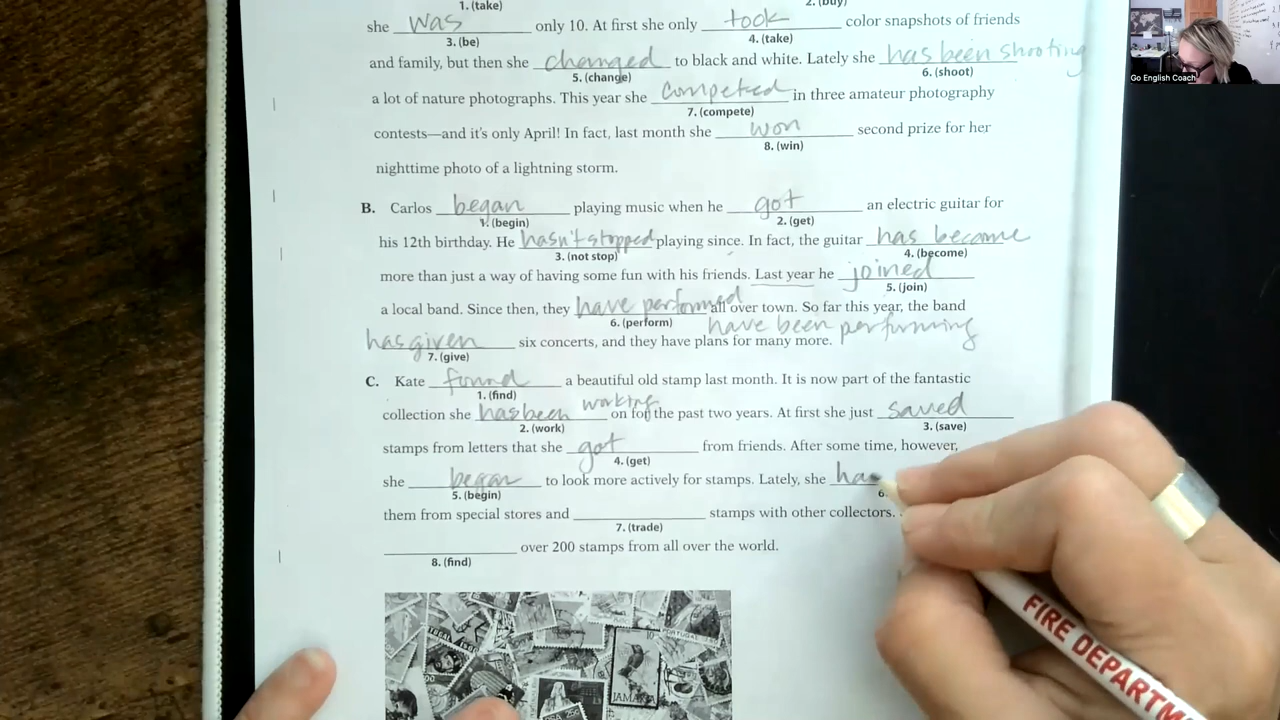 1. (take) 2. (buy)
she was only 10. At first she only took color snapshots of friends
3. (be) 4. (take)
and family, but then she changed to black and white. Lately she has been shooting
5. (change) 6. (shoot)
a lot of nature photographs. This year she competed in three amateur photography
7. (compete)
contests—and it's only April! In fact, last month she won second prize for her
8. (win)
nighttime photo of a lightning storm.
B. Carlos began playing music when he got an electric guitar for
1. (begin) 2. (get)
his 12th birthday. He hasn't stopped playing since. In fact, the guitar has become
3. (not stop) 4. (become)
more than just a way of having some fun with his friends. Last year he joined
5. (join)
a local band. Since then, they have performed all over town. So far this year, the band
6. (perform) have been performing
has given six concerts, and they have plans for many more.
7. (give)
C. Kate found a beautiful old stamp last month. It is now part of the fantastic
1. (find)
collection she has been working on for the past two years. At first she just saved
2. (work) 3. (save)
stamps from letters that she got from friends. After some time, however,
4. (get)
she began to look more actively for stamps. Lately, she has
5. (begin) 6.
them from special stores and stamps with other collectors.
7. (trade)
over 200 stamps from all over the world.
8. (find)
JAMAICA
FIRE DEPARTM
Go English Coach